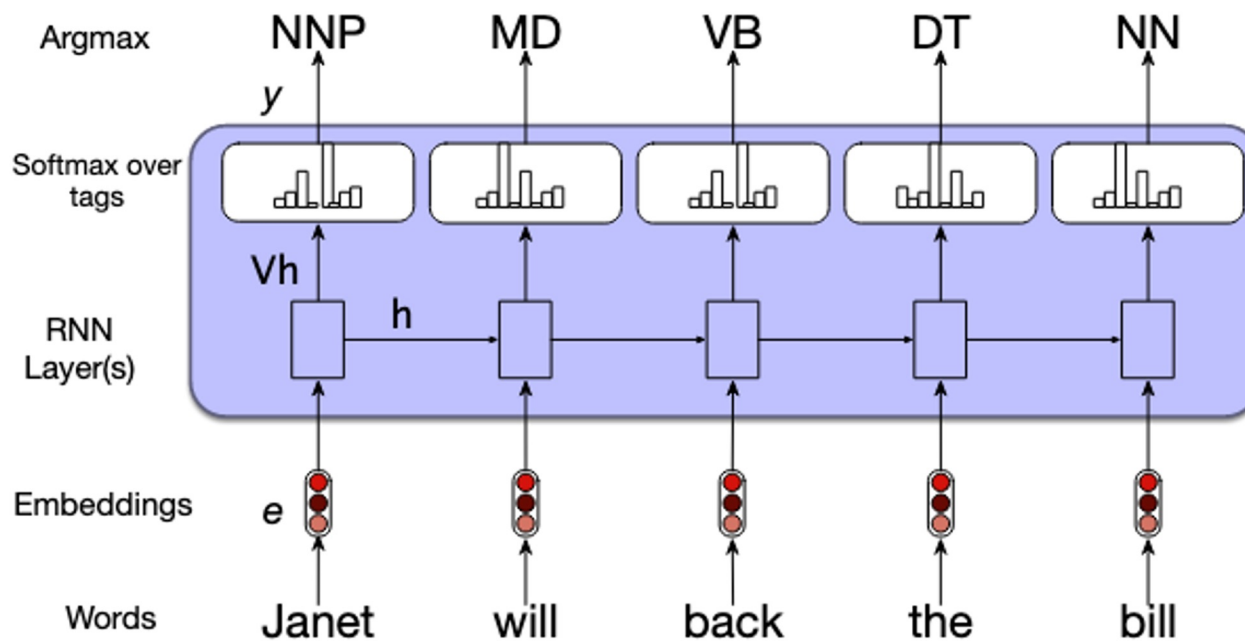 Argmax NNP MD VB DT NN
y
Softmax over
tags
Vh
h
RNN
Layer(s)
Embeddings e
Words Janet will back the bill